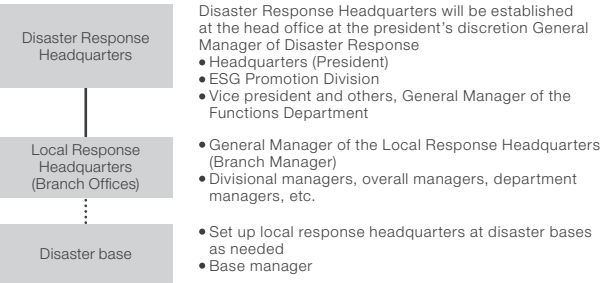 Disaster Response
Headquarters
Disaster Response Headquarters will be established
at the head office at the president's discretion General
Manager of Disaster Response
● Headquarters (President)
● ESG Promotion Division
● Vice president and others, General Manager of the
Functions Department
Local Response
Headquarters
(Branch Offices)
● General Manager of the Local Response Headquarters
(Branch Manager)
● Divisional managers, overall managers, department
managers, etc.
Disaster base
● Set up local response headquarters at disaster bases
as needed
● Base manager